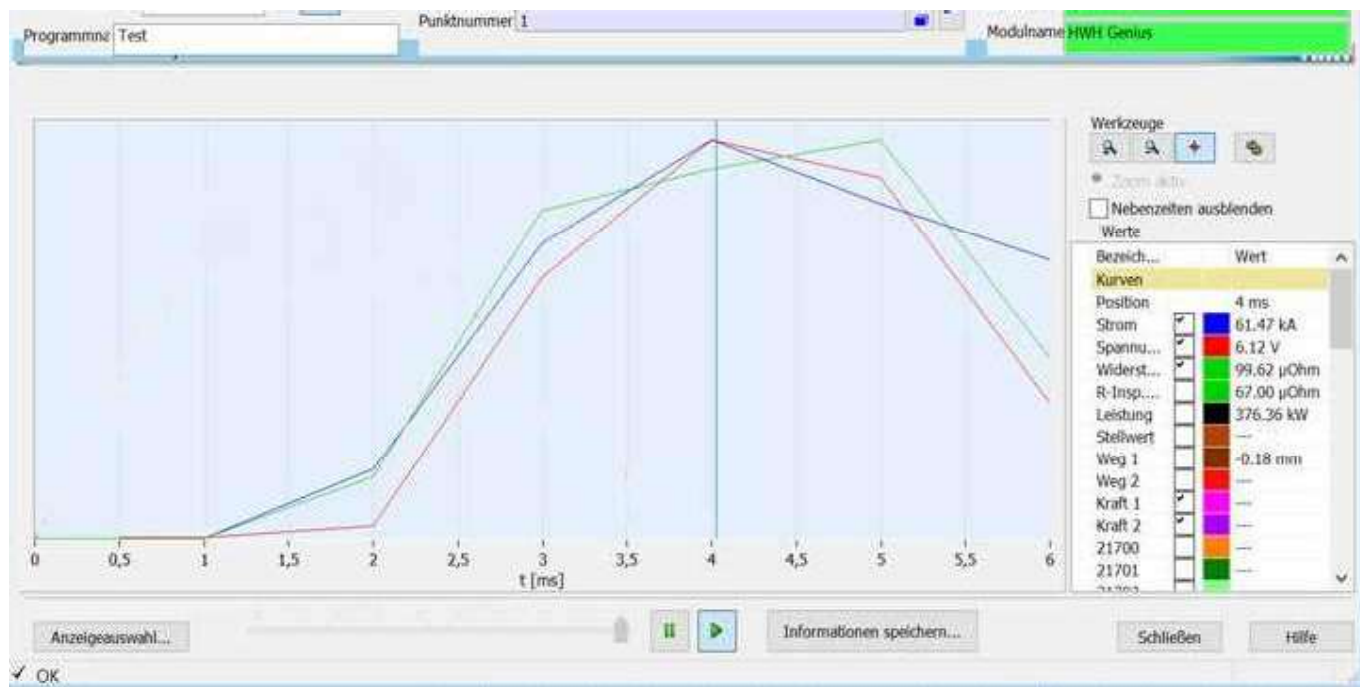 Programmna Test
Punktnummer 1
Modulname HWH Genius
Werkzeuge
Zoom aktiv
Nebenzeiten ausblenden
Werte
Bezeich... Wert
Kurven
Position 4 ms
Strom 61.47 kA
Spannu... 6.12 V
Widerst... 99.62 µOhm
R-Insp.... 67.00 µOhm
Leistung 376.36 kW
Stellwert ---
Weg 1 -0.18 mm
Weg 2 ---
Kraft 1 ---
Kraft 2 ---
21700 ---
21701 ---
0 0,5 1 1,5 2 2,5 3 3,5 4 4,5 5 5,5 6
t [ms]
Anzeigeauswahl...
Informationen speichern...
Schließen
Hilfe
OK